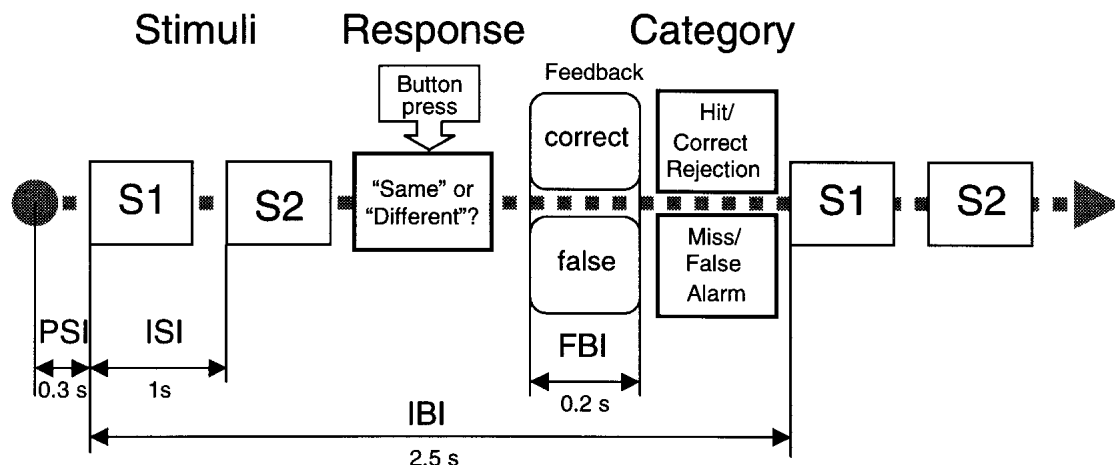 Stimuli
Response
Category
Button
press
Feedback
S1
S2
"Same" or
"Different"?
correct
false
Hit/
Correct
Rejection
Miss/
False
Alarm
S1
S2
PSI
ISI
FBI
0.3 s
1s
0.2 s
IBI
2.5 s